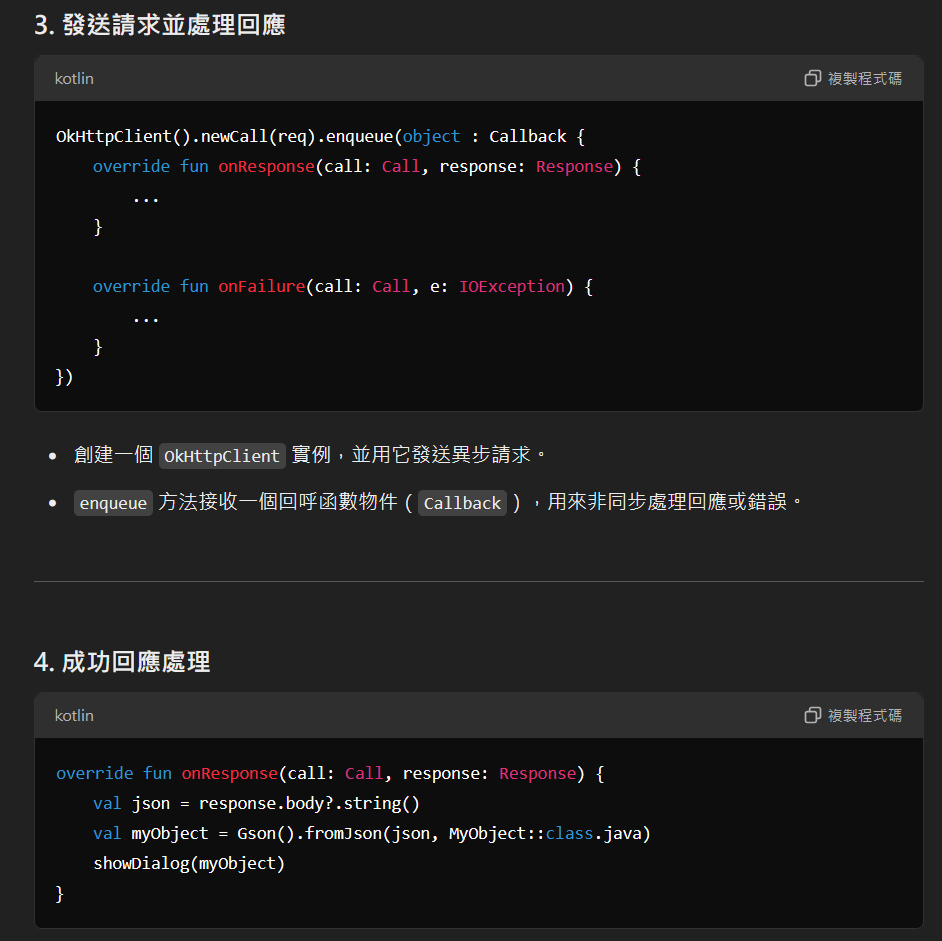 3. 發送請求並處理回應
kotlin
複製程式碼
OkHttpClient().newCall(req).enqueue(object : Callback {
    override fun onResponse(call: Call, response: Response) {
        ...
    }
    override fun onFailure(call: Call, e: IOException) {
        ...
    }
})
• 創建一個 OkHttpClient 實例，並用它發送異步請求。
• enqueue 方法接收一個回呼函數物件（Callback），用來非同步處理回應或錯誤。
4. 成功回應處理
kotlin
複製程式碼
override fun onResponse(call: Call, response: Response) {
    val json = response.body?.string()
    val myObject = Gson().fromJson(json, MyObject::class.java)
    showDialog(myObject)
}